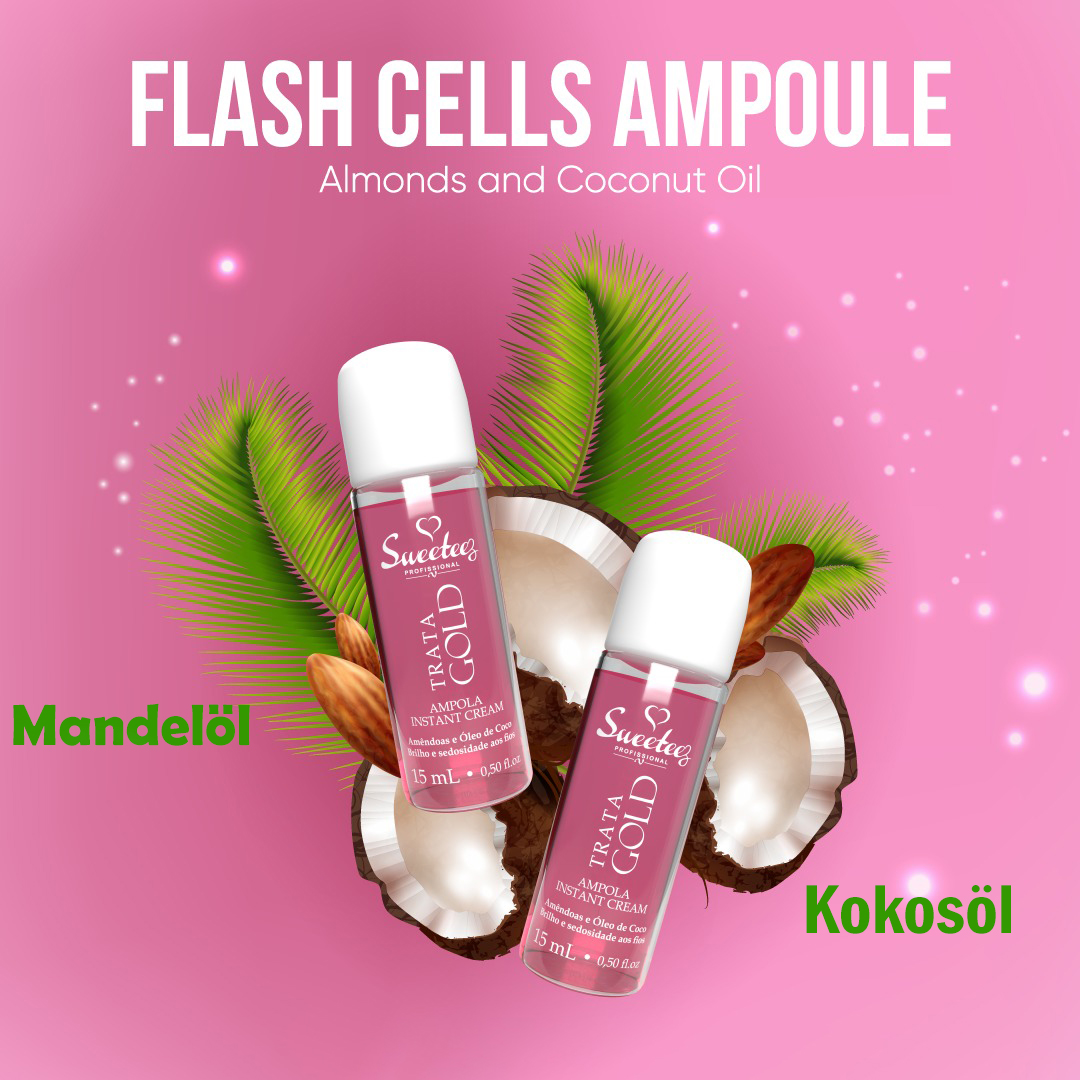 FLASH CELLS AMPOULE
Almonds and Coconut Oil
Sweetees
PROFISSIONAL
TRATA
GOLD
AMPOLA
INSTANT CREAM
Amêndoas e Óleo de Coco
Brilho e sedosidade aos fios
15 mL • 0,50 fl.oz
Mandelöl
Sweetees
PROFISSIONAL
TRATA
GOLD
AMPOLA
INSTANT CREAM
Amêndoas e Óleo de Coco
Brilho e sedosidade aos fios
15 mL • 0,50 fl.oz
Kokosöl